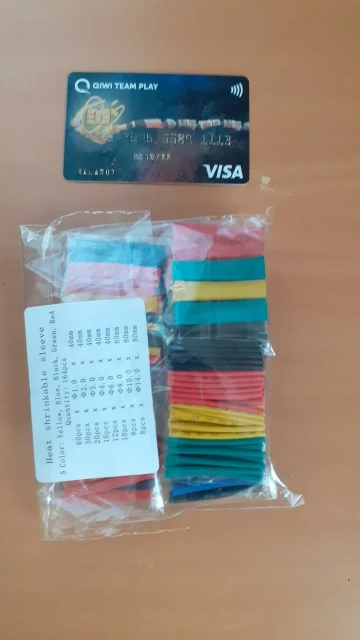 QIWI TEAM PLAY
VISA
Heat shrinkable sleeve
5 Color: Yellow, Blue, Black, Green, Red
Quantity: 164pcs
60pcs x Φ1.0 x 40mm
30pcs x Φ2.0 x 40mm
20pcs x Φ3.0 x 40mm
16pcs x Φ4.0 x 40mm
12pcs x Φ6.0 x 40mm
10pcs x Φ8.0 x 80mm
8pcs x Φ10.0 x 80mm
8pcs x Φ14.0 x 80mm